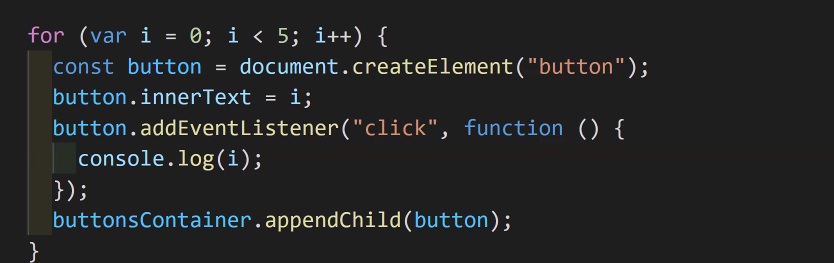 for (var i = 0; i < 5; i++) {
  const button = document.createElement("button");
  button.innerText = i;
  button.addEventListener("click", function () {
    console.log(i);
  });
  buttonsContainer.appendChild(button);
}